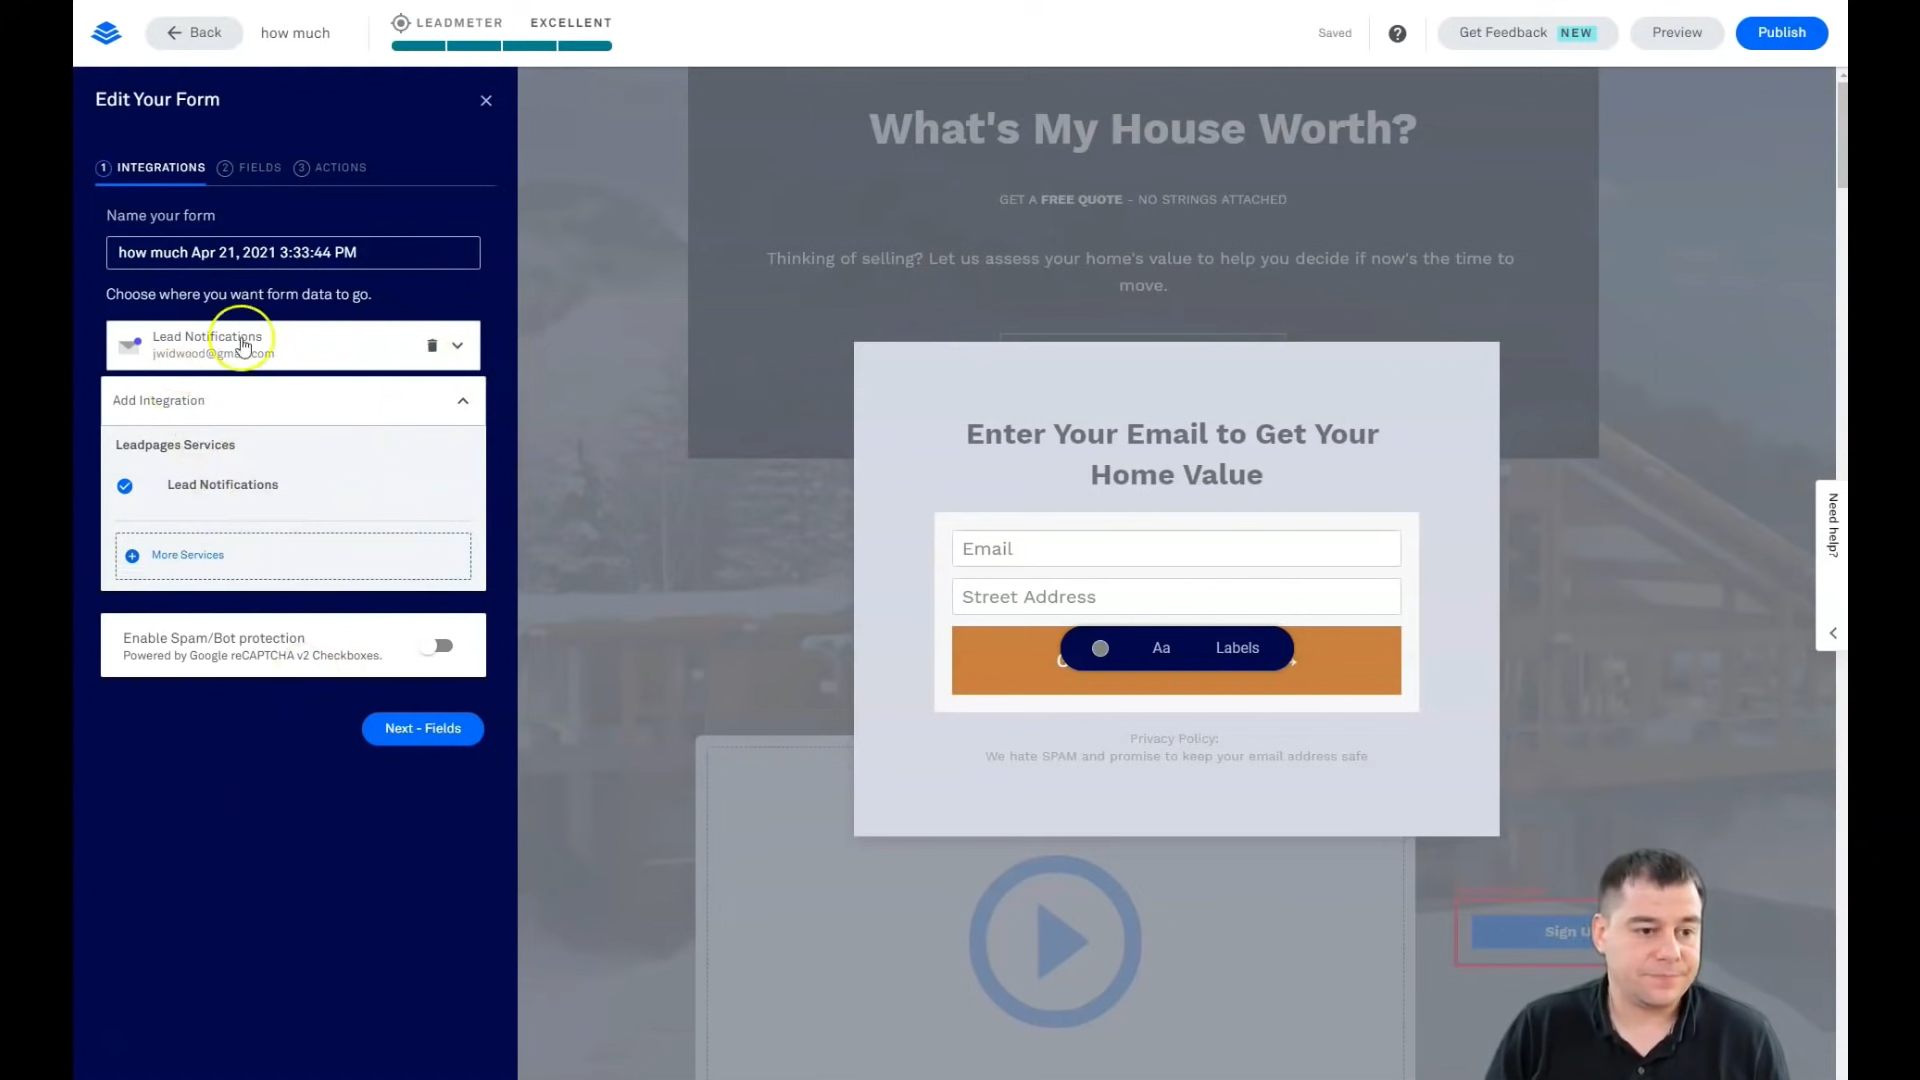 Back
how much
LEADMETER
EXCELLENT
Saved
?
Get Feedback NEW
Preview
Publish
Edit Your Form
1 INTEGRATIONS
2 FIELDS
3 ACTIONS
Name your form
how much Apr 21, 2021 3:33:44 PM
Choose where you want form data to go.
Lead Notifications
jwidwood@gmail.com
Add Integration
Leadpages Services
Lead Notifications
More Services
Enable Spam/Bot protection
Powered by Google reCAPTCHA v2 Checkboxes.
Next - Fields
What's My House Worth?
GET A FREE QUOTE - NO STRINGS ATTACHED
Thinking of selling? Let us assess your home's value to help you decide if now's the time to
move.
Enter Your Email to Get Your
Home Value
Email
Street Address
Aa
Labels
Privacy Policy:
We hate SPAM and promise to keep your email address safe
Sign U
Need help?